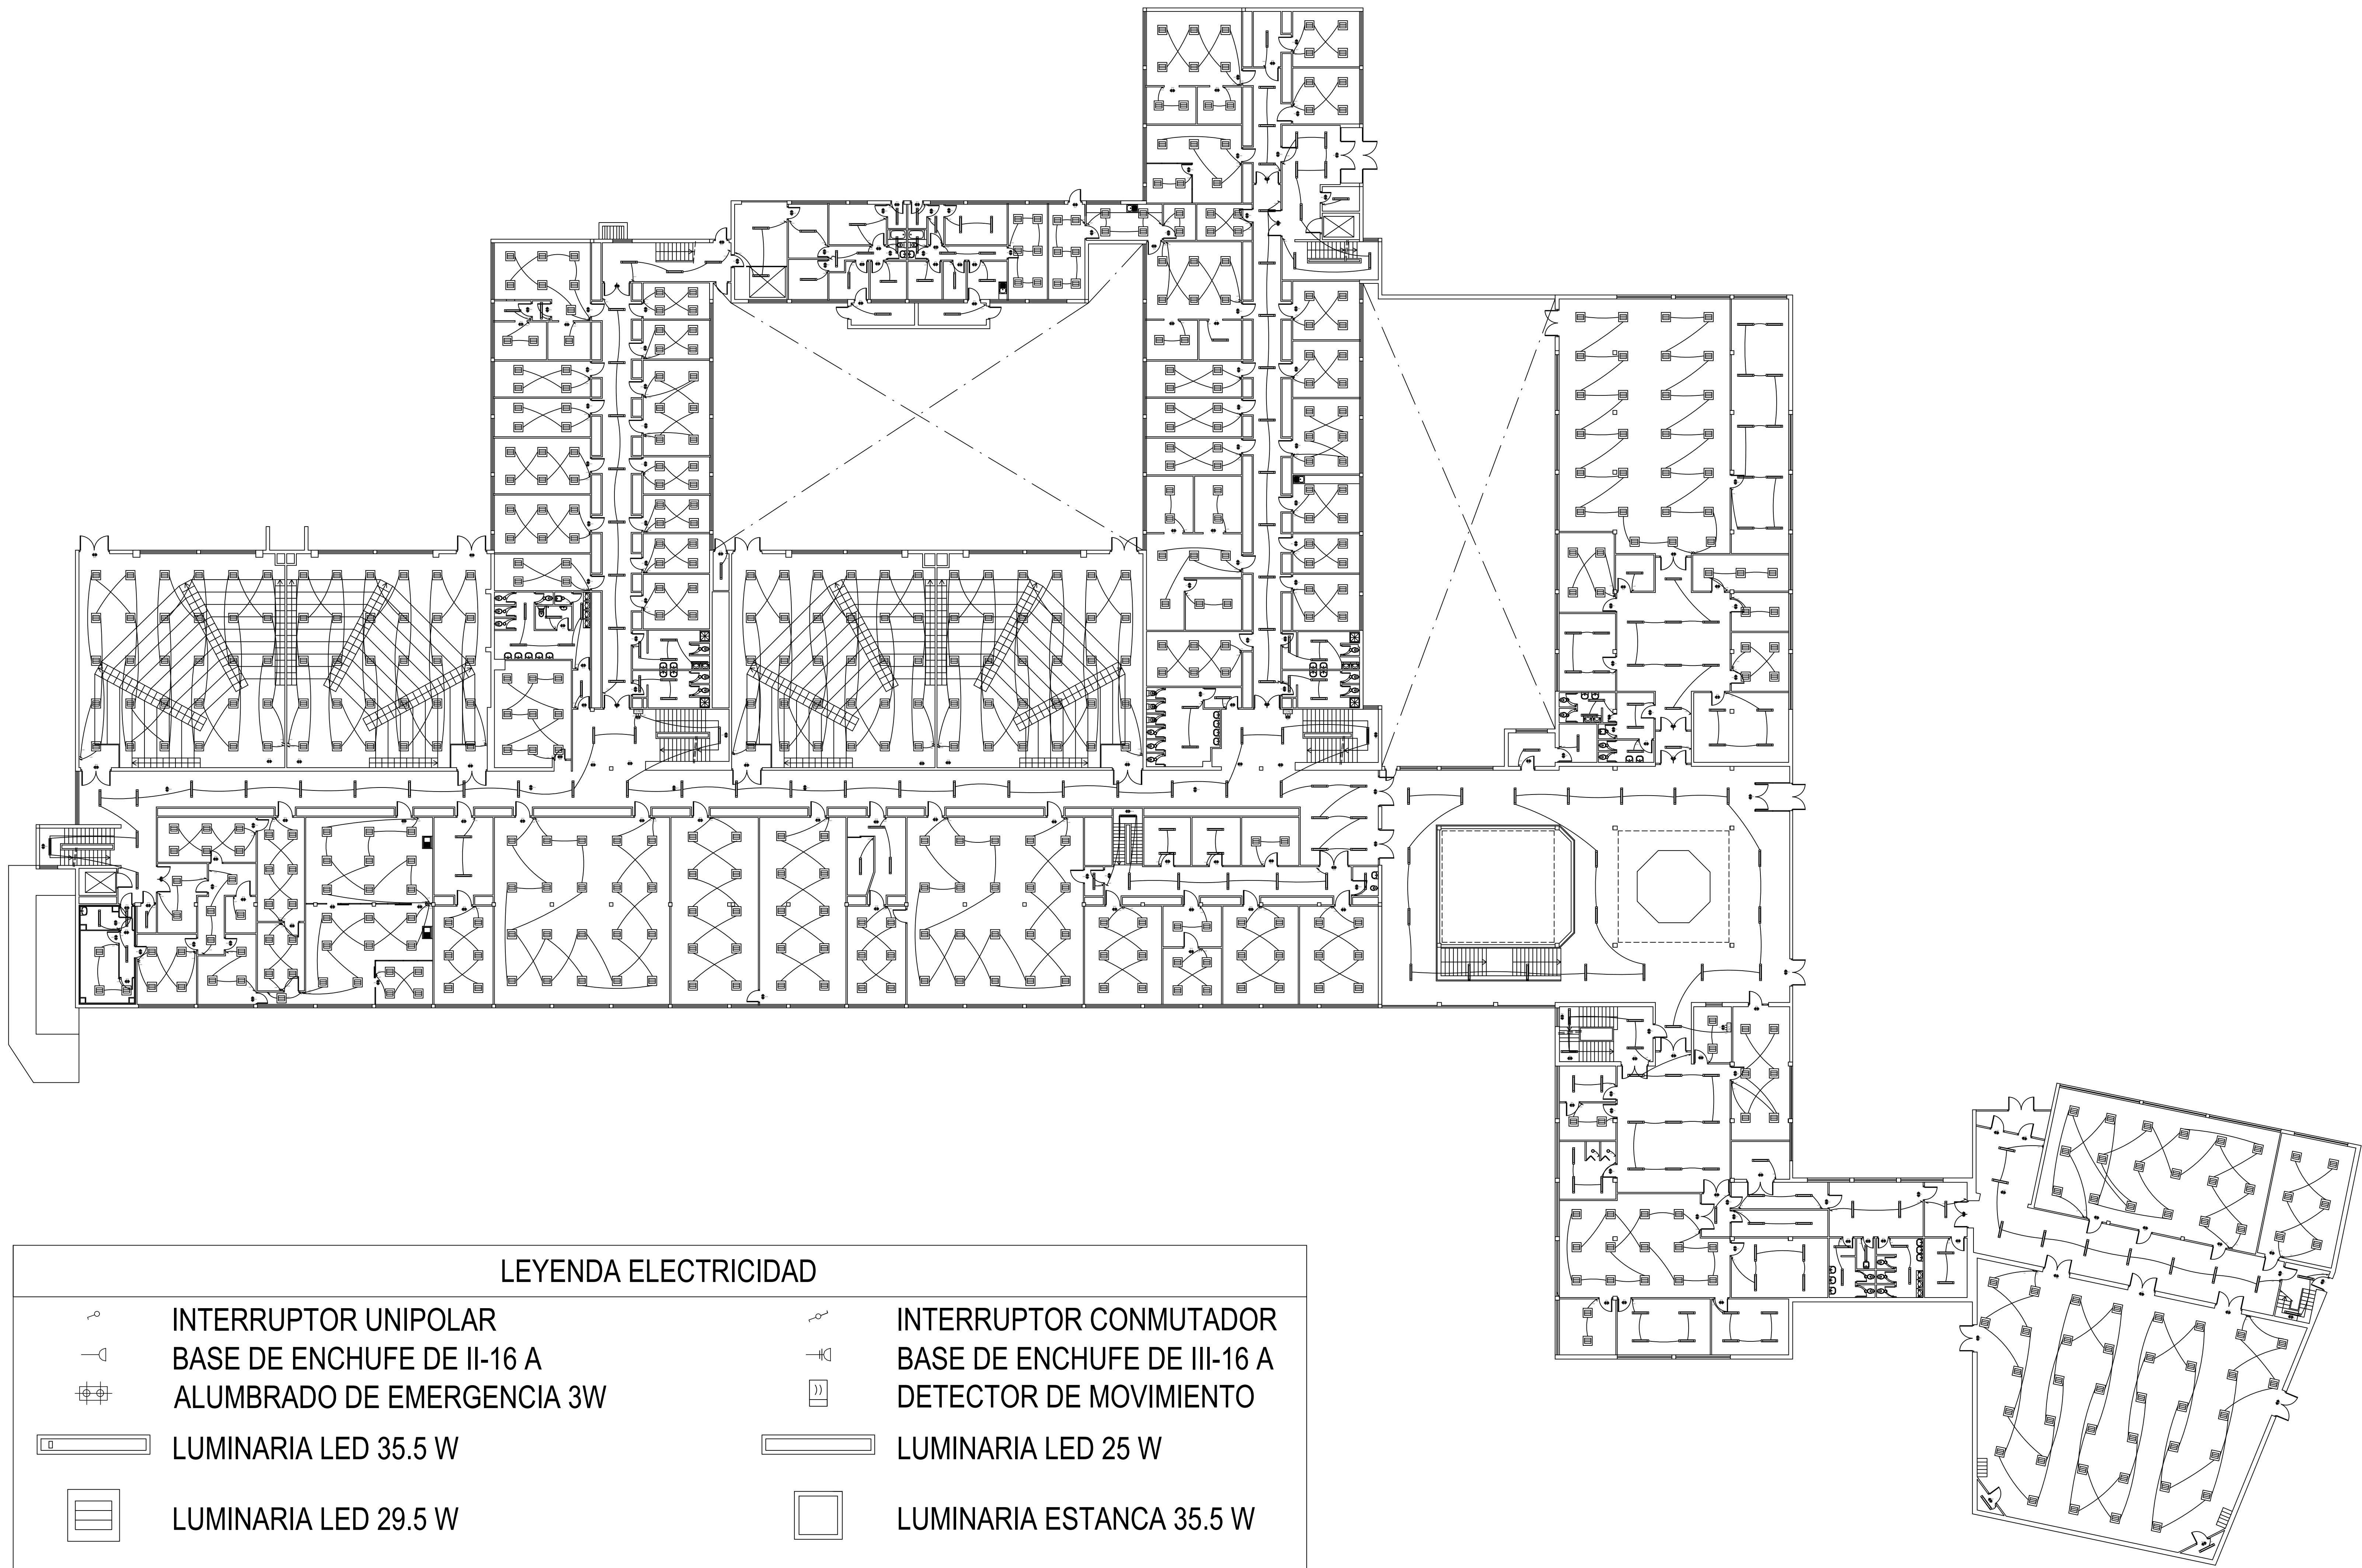 LEYENDA ELECTRICIDAD
INTERRUPTOR UNIPOLAR
INTERRUPTOR CONMUTADOR
BASE DE ENCHUFE DE II-16 A
BASE DE ENCHUFE DE III-16 A
ALUMBRADO DE EMERGENCIA 3W
DETECTOR DE MOVIMIENTO
LUMINARIA LED 35.5 W
LUMINARIA LED 25 W
LUMINARIA LED 29.5 W
LUMINARIA ESTANCA 35.5 W